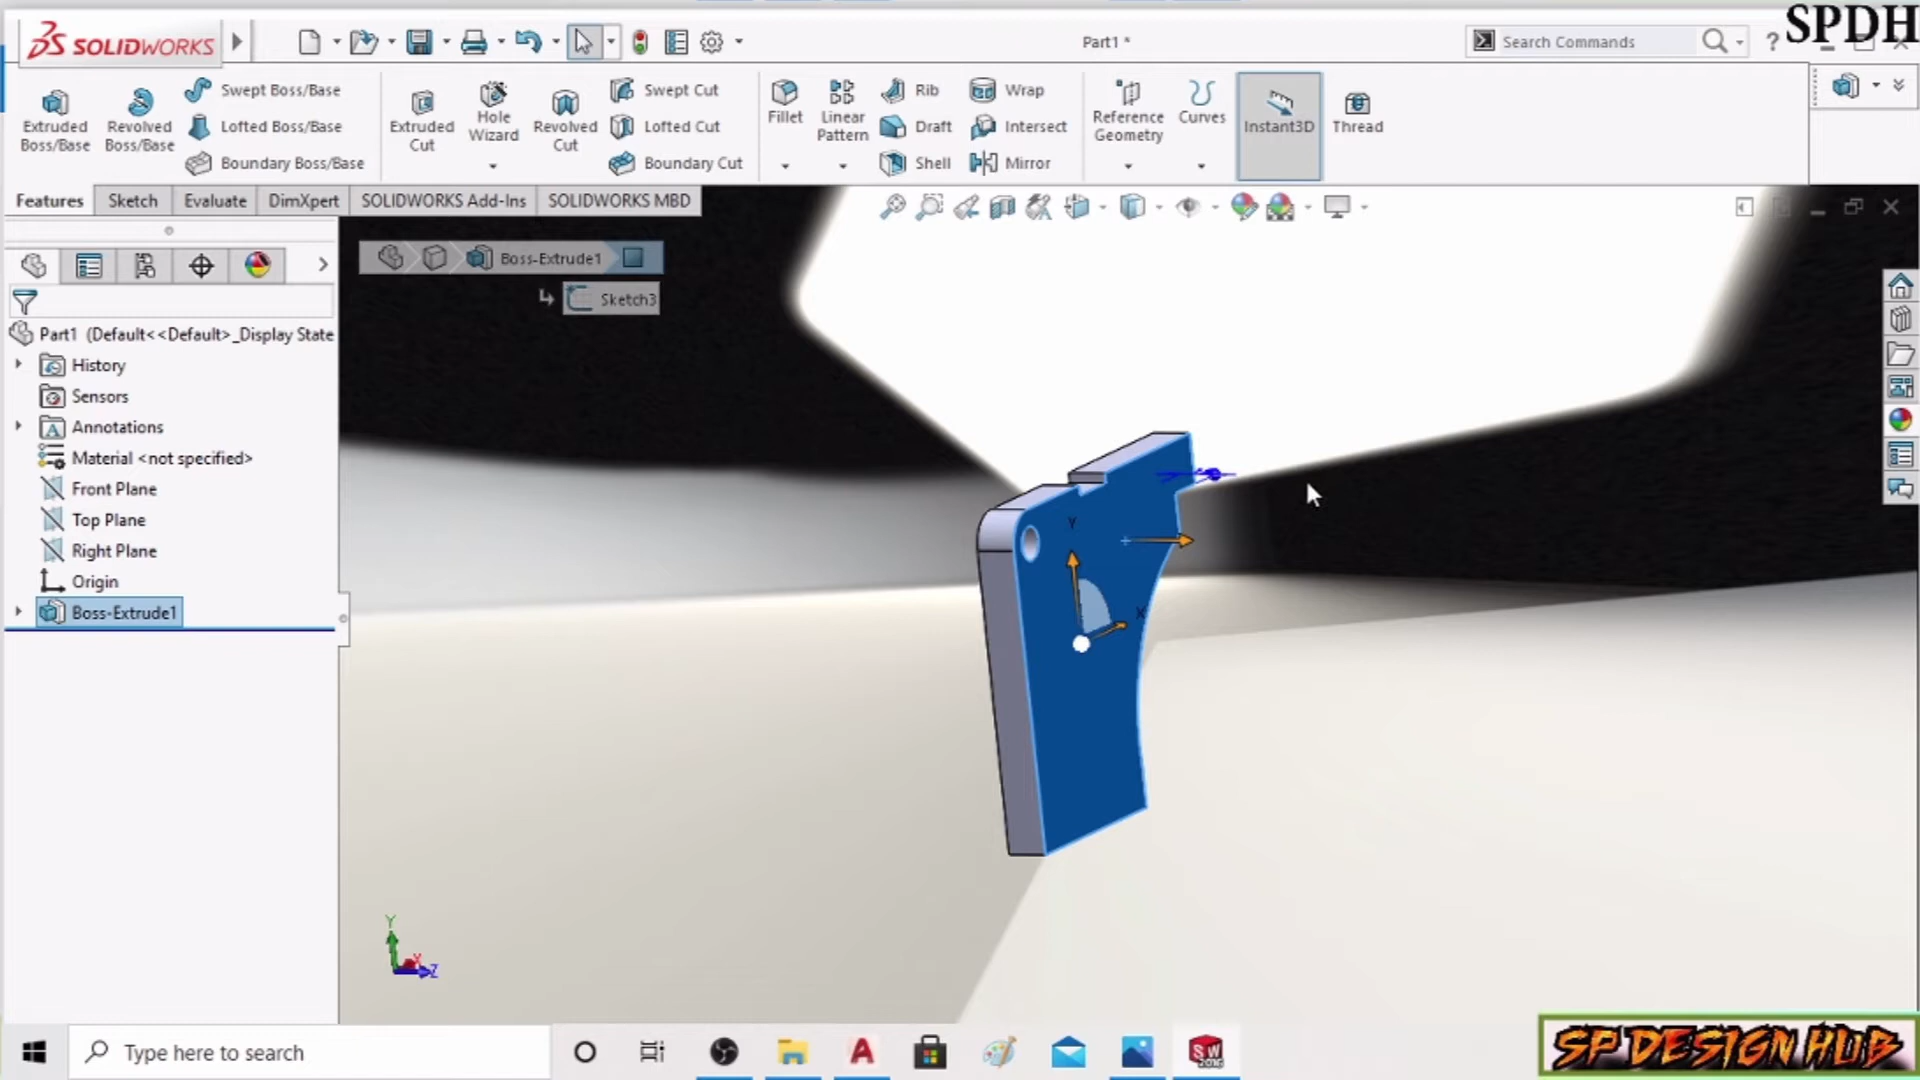 SPDH
SOLIDWORKS
Part1 *
Search Commands
?
Extruded Boss/Base
Revolved Boss/Base
Swept Boss/Base
Lofted Boss/Base
Boundary Boss/Base
Extruded Cut
Hole Wizard
Revolved Cut
Swept Cut
Lofted Cut
Boundary Cut
Fillet
Linear Pattern
Rib
Draft
Shell
Wrap
Intersect
Mirror
Reference Geometry
Curves
Instant3D
Thread
Features
Sketch
Evaluate
DimXpert
SOLIDWORKS Add-Ins
SOLIDWORKS MBD
Boss-Extrude1
Sketch3
Part1 (Default<<Default>_Display State
History
Sensors
Annotations
Material <not specified>
Front Plane
Top Plane
Right Plane
Origin
Boss-Extrude1
Y
X
Y
X
Z
Type here to search
SW
2016
SP DESIGN HUB